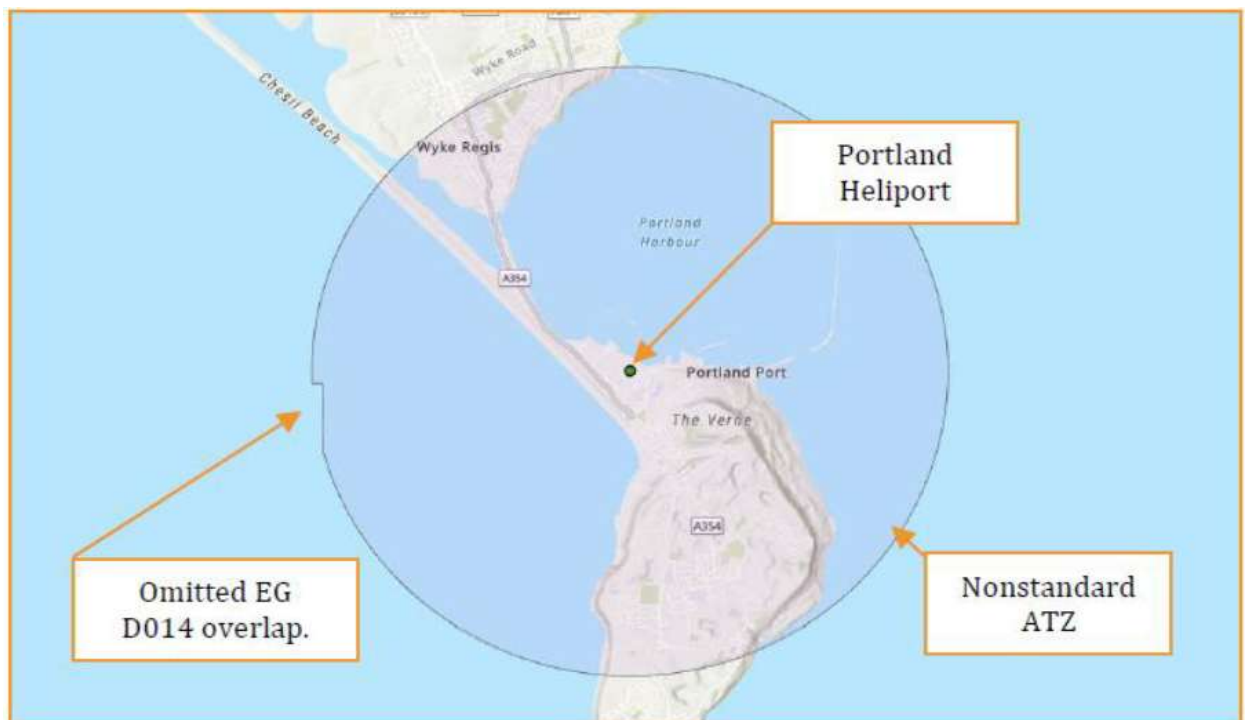 Wyke Road
Chesil Beach
Wyke Regis
Portland
Heliport
Portland
Harbour
A354
Portland Port
The Verne
A354
Omitted EG
D014 overlap.
Nonstandard
ATZ